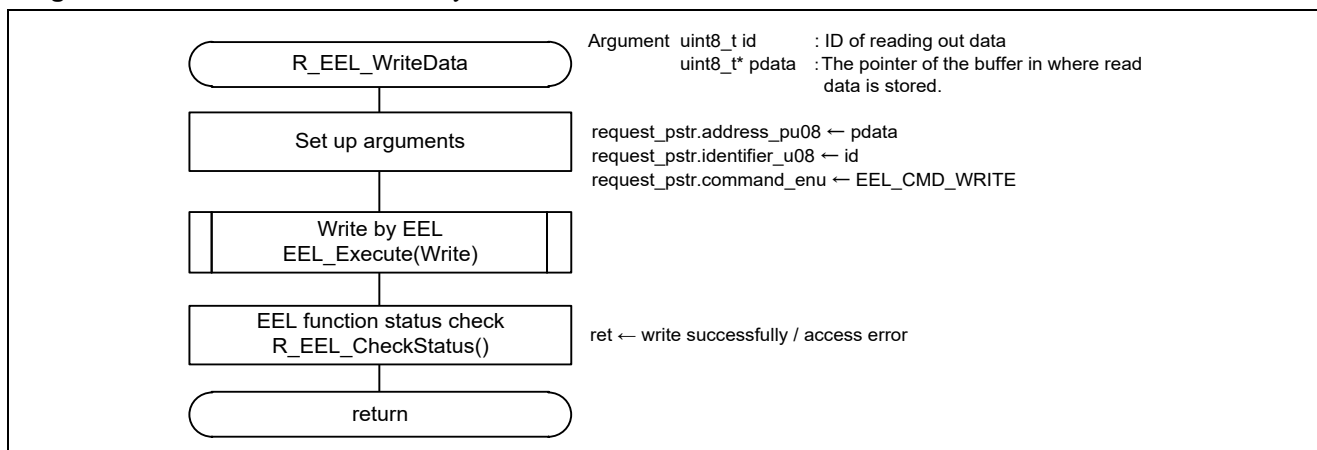 R_EEL_WriteData
Argument uint8_t id : ID of reading out data
uint8_t* pdata : The pointer of the buffer in where read
data is stored.
Set up arguments
request_pstr.address_pu08 ← pdata
request_pstr.identifier_u08 ← id
request_pstr.command_enu ← EEL_CMD_WRITE
Write by EEL
EEL_Execute(Write)
EEL function status check
R_EEL_CheckStatus()
ret ← write successfully / access error
return